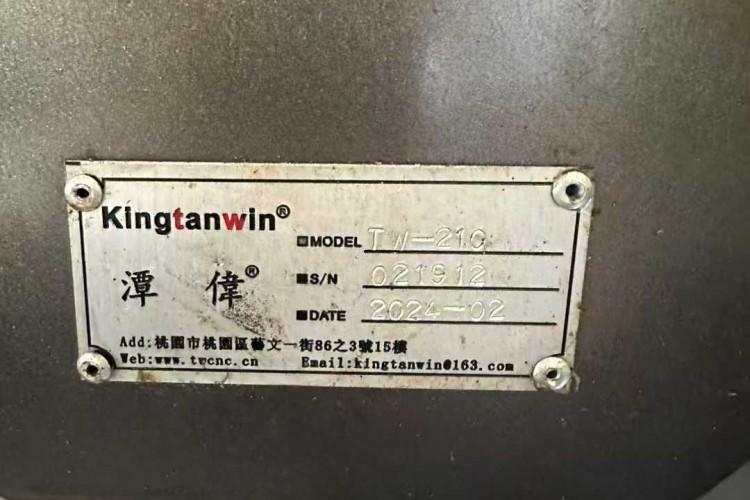 Kingtanwin®
MODEL TW-210
潭偉®
S/N 021912
DATE 2024-02
Add:桃園市桃園區藝文一街86之3號15樓
Web:www.twcnc.cn Email:kingtanwin@163.com